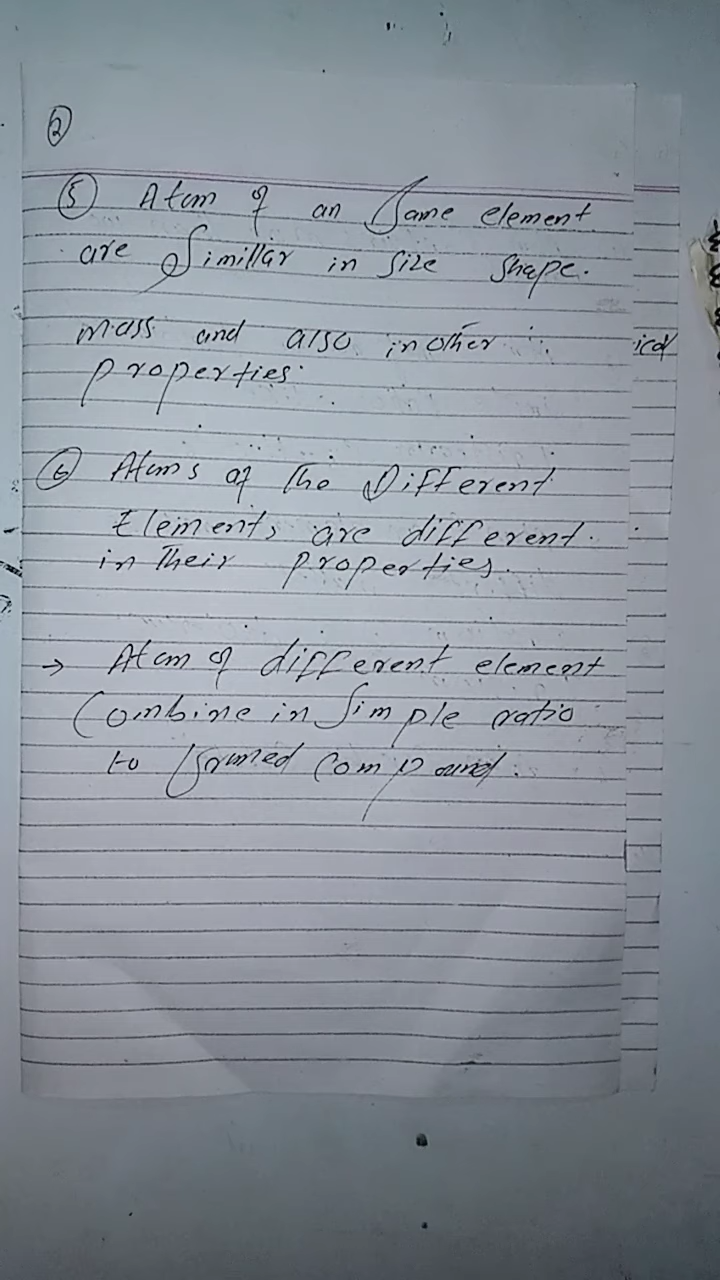 ②
⑤ Atom of an Same element
are Simillar in Size Shape.
mass and also in other
ical
properties
⑥ Atoms of the Different
Elements are different.
in Their properties.
→ Atom of different element
Combine in Simple ratio
to formed Compound.